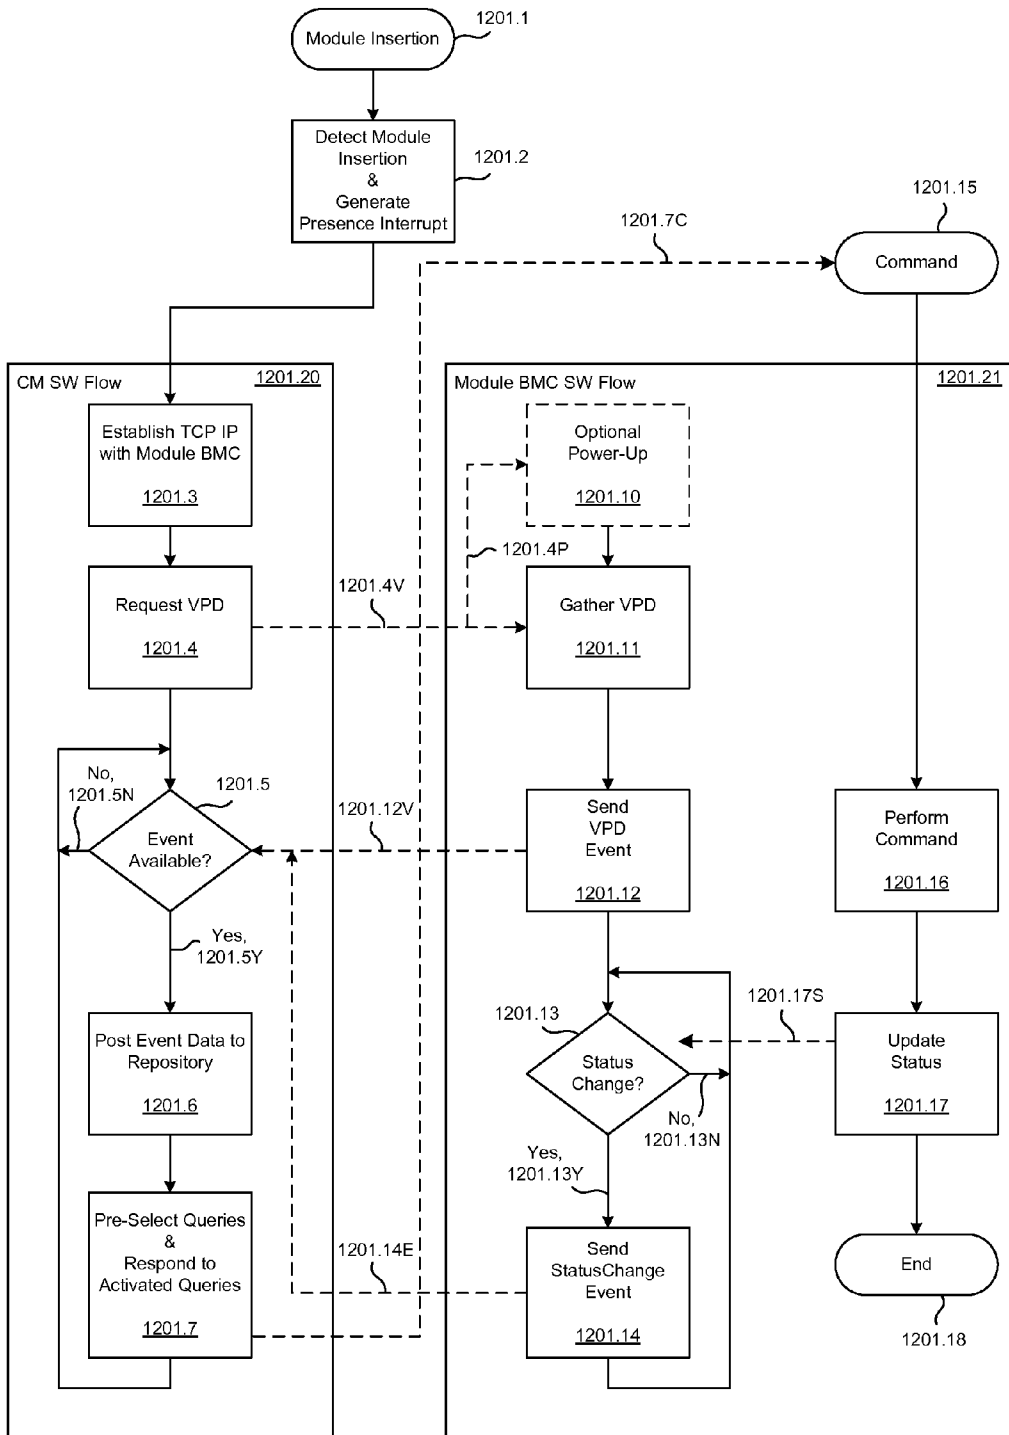 Module Insertion
1201.1
Detect Module
Insertion
&
Generate
Presence Interrupt
1201.2
1201.7C
1201.15
Command
CM SW Flow
1201.20
Establish TCP IP
with Module BMC
1201.3
Request VPD
1201.4
1201.4V
No,
1201.5N
1201.5
Event
Available?
1201.12V
Yes,
1201.5Y
Post Event Data to
Repository
1201.6
Pre-Select Queries
&
Respond to
Activated Queries
1201.7
1201.14E
Module BMC SW Flow
1201.21
Optional
Power-Up
1201.10
1201.4P
Gather VPD
1201.11
Send
VPD
Event
1201.12
1201.13
Status
Change?
No,
1201.13N
Yes,
1201.13Y
Send
StatusChange
Event
1201.14
Perform
Command
1201.16
1201.17S
Update
Status
1201.17
End
1201.18